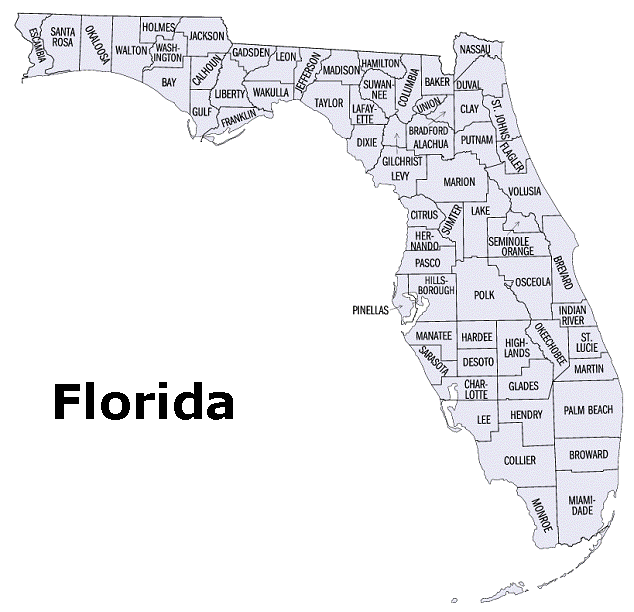 HOLMES
JACKSON
ESCAMBIA
SANTA
ROSA
OKALOOSA
WALTON
WASH-
INGTON
BAY
CALHOUN
GULF
LIBERTY
GADSDEN
FRANKLIN
LEON
WAKULLA
JEFFERSON
MADISON
TAYLOR
HAMILTON
SUWAN-
NEE
LAFAY-
ETTE
DIXIE
COLUMBIA
BAKER
NASSAU
DUVAL
UNION
CLAY
ST. JOHNS
BRADFORD
ALACHUA
PUTNAM
FLAGLER
GILCHRIST
LEVY
MARION
VOLUSIA
CITRUS
SUMTER
LAKE
HER-
NANDO
SEMINOLE
ORANGE
PASCO
BREVARD
HILLS-
BOROUGH
POLK
OSCEOLA
PINELLAS
INDIAN
RIVER
MANATEE
HARDEE
HIGH-
LANDS
OKEECHOBEE
ST.
LUCIE
SARASOTA
DESOTO
MARTIN
CHAR-
LOTTE
GLADES
Florida
LEE
HENDRY
PALM BEACH
COLLIER
BROWARD
MONROE
MIAMI-
DADE